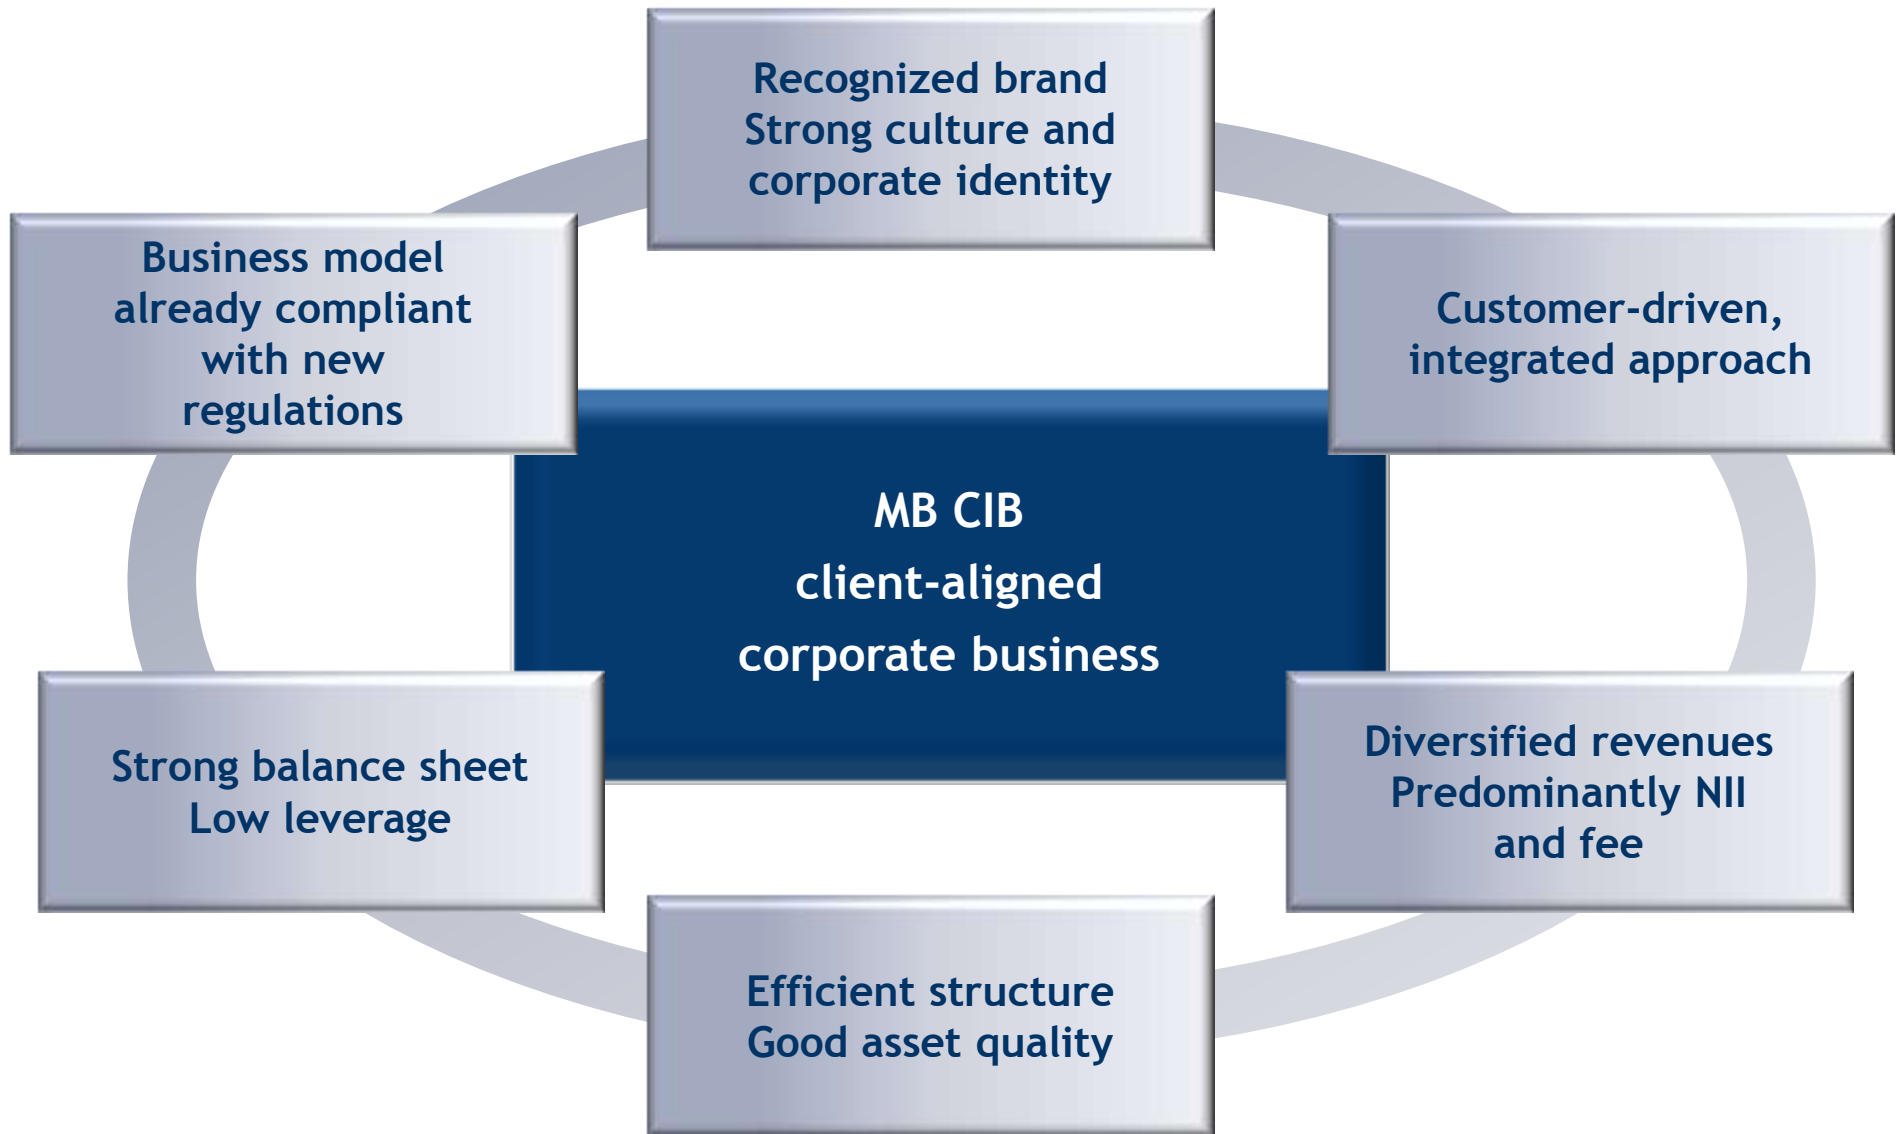 Recognized brand
Strong culture and
corporate identity
Business model
already compliant
with new
regulations
Customer-driven,
integrated approach
MB CIB
client-aligned
corporate business
Strong balance sheet
Low leverage
Diversified revenues
Predominantly NII
and fee
Efficient structure
Good asset quality